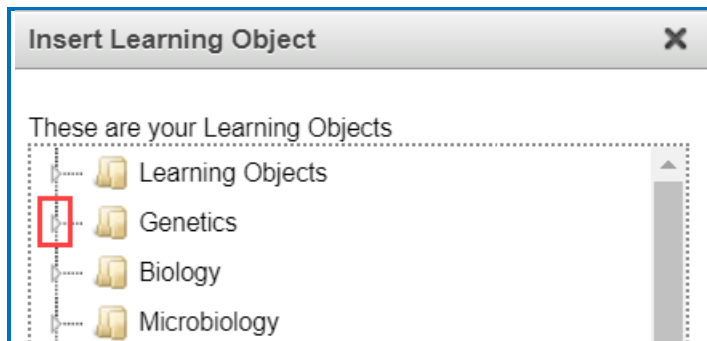 Insert Learning Object
These are your Learning Objects
Learning Objects
Genetics
Biology
Microbiology